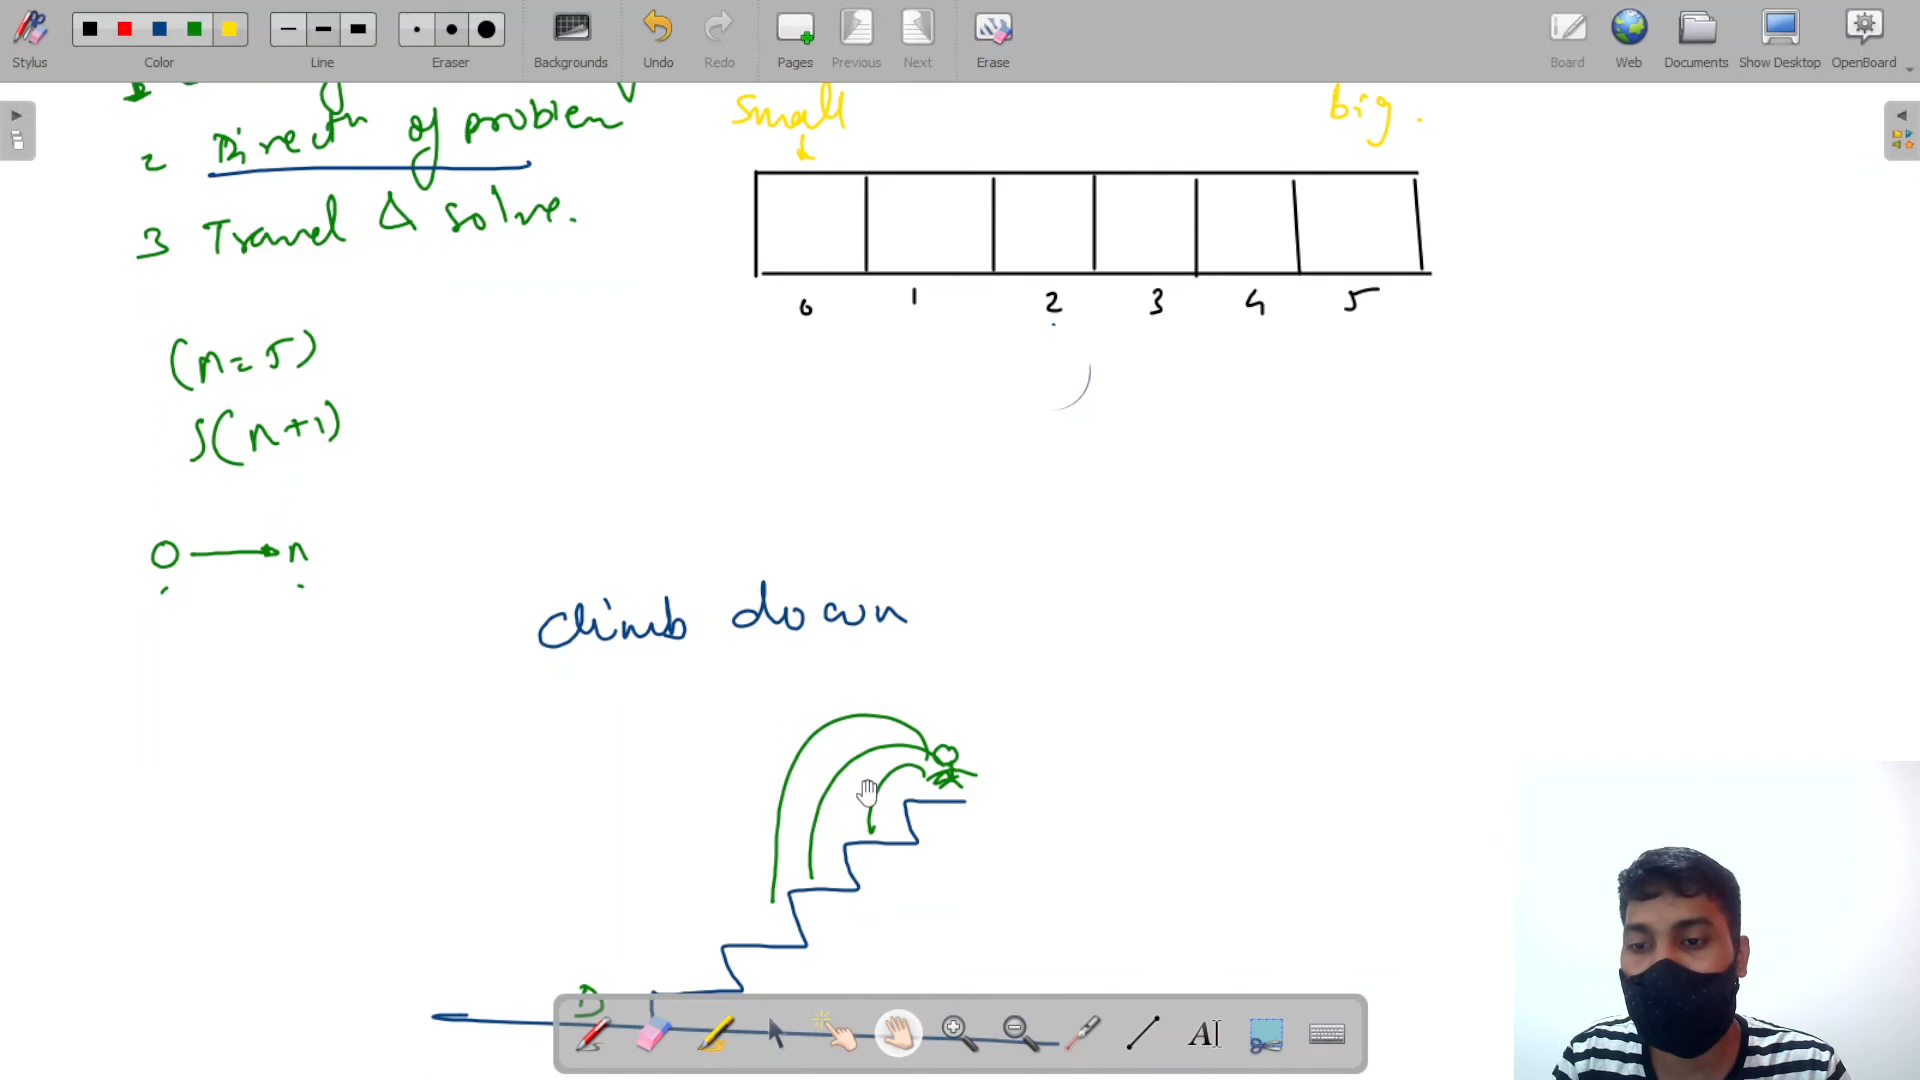 Stylus
Color
Line
Eraser
Backgrounds
Undo
Redo
Pages
Previous
Next
Erase
Board
Web
Documents
Show Desktop
OpenBoard
small
big.
2 Directn of problem
3 Travel & solve.
0 1 2 3 4 5
(n=5)
S(n+1)
0 → n
climb down
D